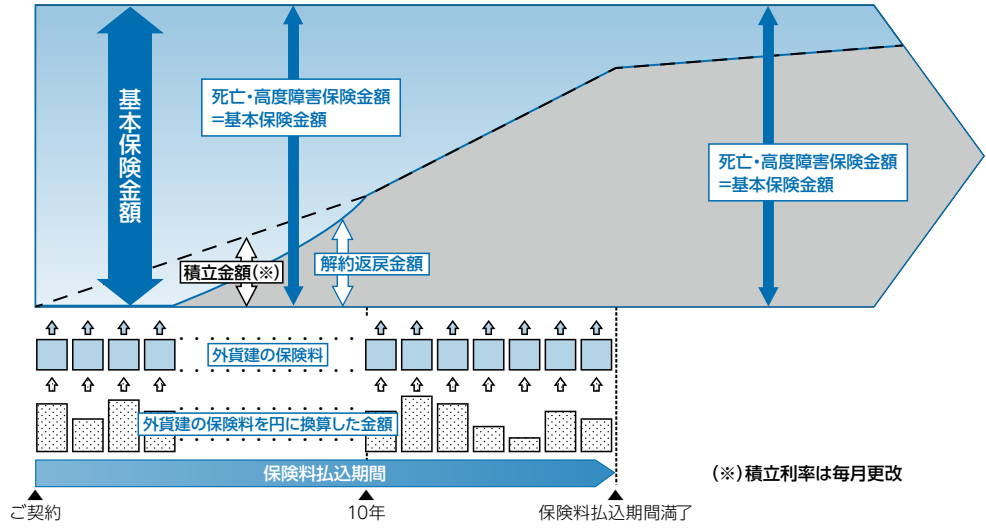 基本保険金額
死亡・高度障害保険金額
=基本保険金額
死亡・高度障害保険金額
=基本保険金額
積立金額(※)
解約返戻金額
外貨建の保険料
外貨建の保険料を円に換算した金額
保険料払込期間
(※)積立利率は毎月更改
ご契約
10年
保険料払込期間満了